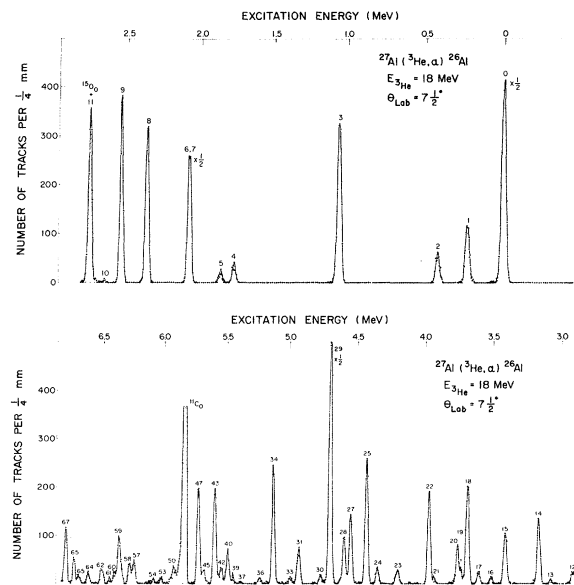 EXCITATION ENERGY (MeV)
2.5 2.0 1.5 1.0 0.5 0
27Al (3He, α) 26Al
E3He = 18 MeV
θLab = 7 1/2°
NUMBER OF TRACKS PER 1/4 mm
400
300
200
100
0
15O0
+
11 10 9 8 6,7 x 1/2 5 4 3 2 1 0 x 1/2
EXCITATION ENERGY (MeV)
6.5 6.0 5.5 5.0 4.5 4.0 3.5 3.0
27Al (3He, α) 26Al
E3He = 18 MeV
θLab = 7 1/2°
NUMBER OF TRACKS PER 1/4 mm
400
300
200
100
0
11C0
67 65 63 64 62 61 60 59 58 57 54 53 50 47 45 43 42 40 39 37 36 34 33 31 30 29 x 1/2 28 27 25 24 23 22 21 20 19 18 17 16 15 14 13 12